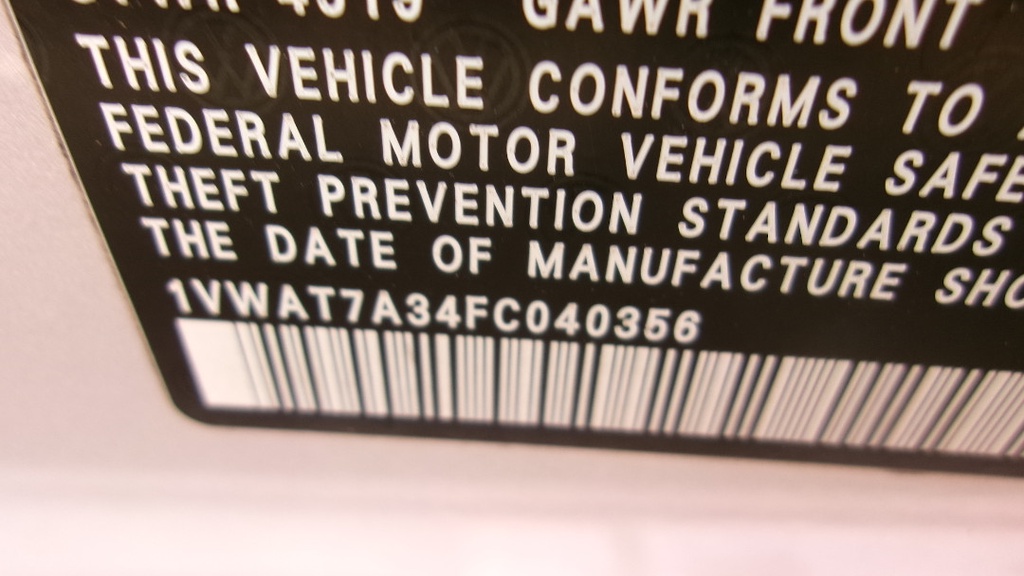 GAWR FRONT
THIS VEHICLE CONFORMS TO
FEDERAL MOTOR VEHICLE SAFE
THEFT PREVENTION STANDARDS
THE DATE OF MANUFACTURE SHO
1VWAT7A34FC040356